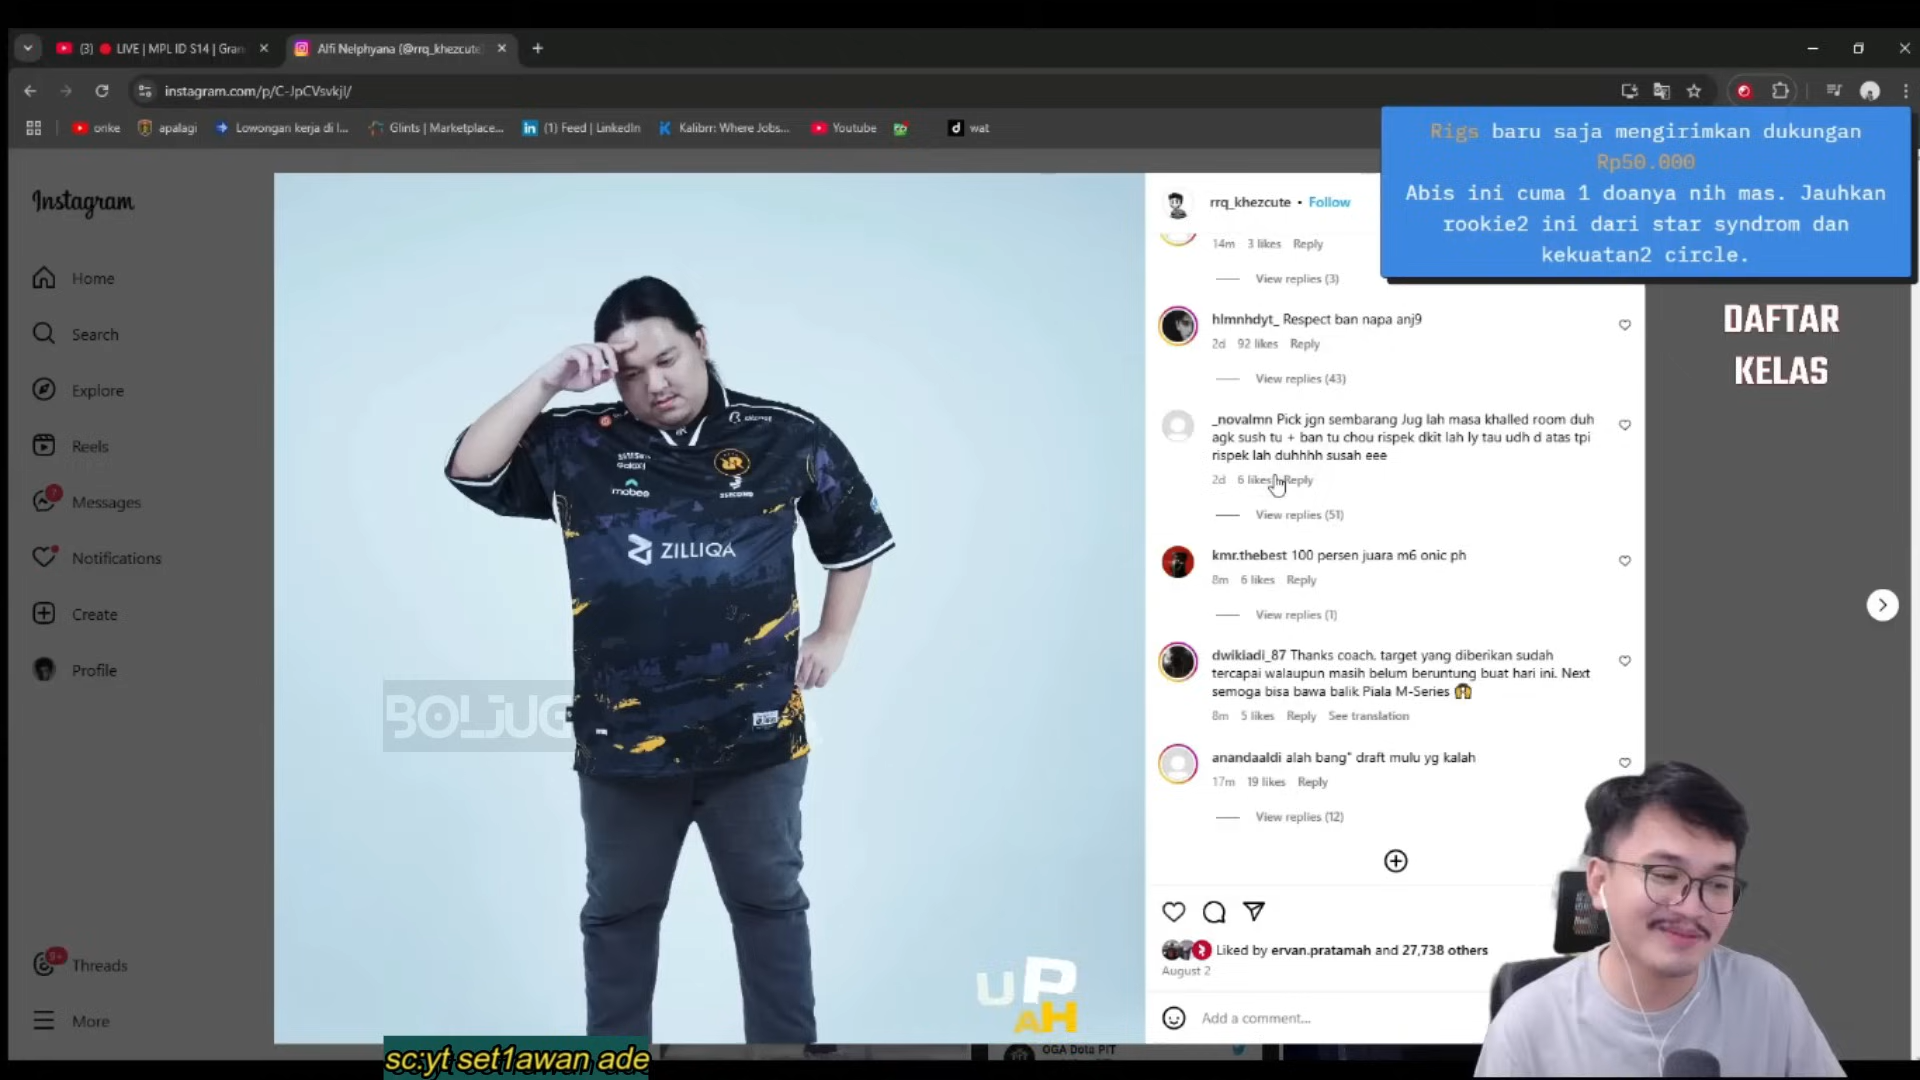 (3) LIVE | MPL ID S14 | Gran
Alfi Nelphyana (@rrq_khezcute
instagram.com/p/C-JpCVsvkjl/
onke
apalagi
Lowongan kerja di I...
Glints | Marketplace...
(1) Feed | LinkedIn
Kalibrr: Where Jobs...
Youtube
wat
Rigs baru saja mengirimkan dukungan
Rp50.000
Abis ini cuma 1 doanya nih mas. Jauhkan
rookie2 ini dari star syndrom dan
kekuatan2 circle.
DAFTAR
KELAS
Instagram
Home
Search
Explore
Reels
7
Messages
Notifications
Create
Profile
9+
Threads
More
mobee
3SECOND
ZILLIQA
BOLJUG
UP
AH
sc:yt set1awan ade
rrq_khezcute • Follow
14m 3 likes Reply
View replies (3)
hlmnhdyt_ Respect ban napa anj9
2d 92 likes Reply
View replies (43)
_novalmn Pick jgn sembarang Jug lah masa khalled room duh
agk sush tu + ban tu chou rispek dkit lah ly tau udh d atas tpi
rispek lah duhhhh susah eee
2d 6 likes Reply
View replies (51)
kmr.thebest 100 persen juara m6 onic ph
8m 6 likes Reply
View replies (1)
dwikiadi_87 Thanks coach, target yang diberikan sudah
tercapai walaupun masih belum beruntung buat hari ini. Next
semoga bisa bawa balik Piala M-Series
8m 5 likes Reply See translation
anandaaldi alah bang" draft mulu yg kalah
17m 19 likes Reply
View replies (12)
Liked by ervan.pratamah and 27,738 others
August 2
Add a comment...
OGA Dota PIT